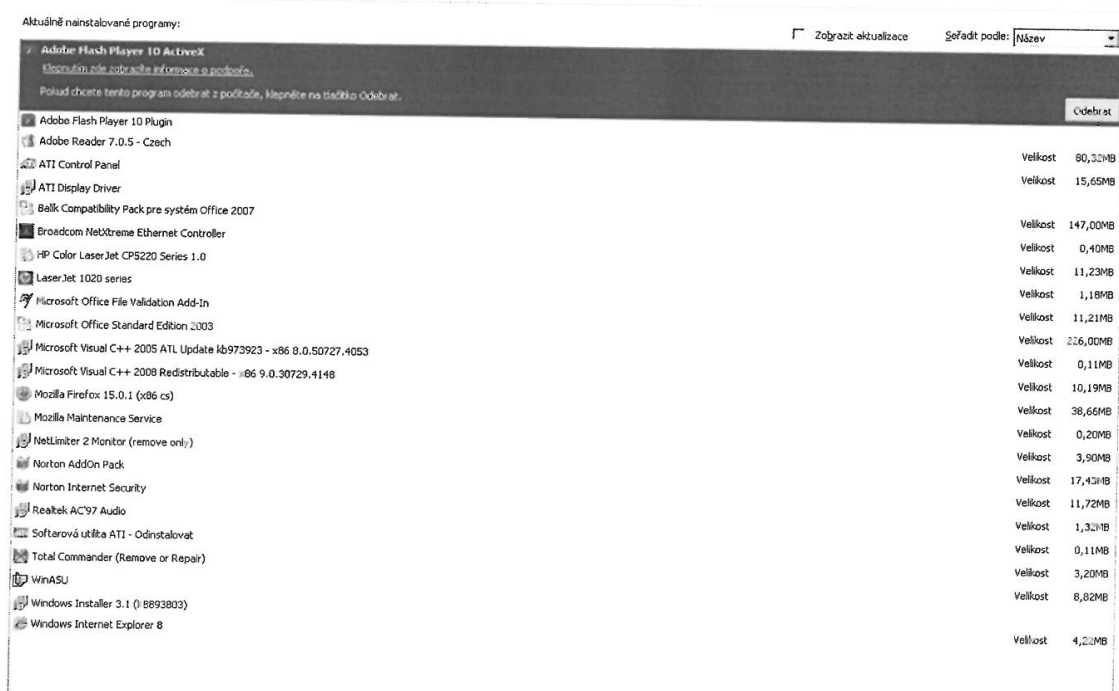 Aktuálně nainstalované programy:
Zobrazit aktualizace Seřadit podle: Název
Adobe Flash Player 10 ActiveX
Klepnutím zde zobrazíte informace o podpoře.
Pokud chcete tento program odebrat z počítače, klepněte na tlačítko Odebrat.
Odebrat
Adobe Flash Player 10 Plugin
Adobe Reader 7.0.5 - Czech Velikost 80,32MB
ATI Control Panel Velikost 15,65MB
ATI Display Driver
Balík Compatibility Pack pre systém Office 2007 Velikost 147,00MB
Broadcom NetXtreme Ethernet Controller Velikost 0,40MB
HP Color LaserJet CP5220 Series 1.0 Velikost 11,23MB
LaserJet 1020 series Velikost 1,18MB
Microsoft Office File Validation Add-In Velikost 11,21MB
Microsoft Office Standard Edition 2003 Velikost 226,00MB
Microsoft Visual C++ 2005 ATL Update kb973923 - x86 8.0.50727.4053 Velikost 0,11MB
Microsoft Visual C++ 2008 Redistributable - x86 9.0.30729.4148 Velikost 10,19MB
Mozilla Firefox 15.0.1 (x86 cs) Velikost 38,66MB
Mozilla Maintenance Service Velikost 0,20MB
NetLimiter 2 Monitor (remove only) Velikost 3,90MB
Norton AddOn Pack Velikost 17,43MB
Norton Internet Security Velikost 11,72MB
Realtek AC'97 Audio Velikost 1,32MB
Softarová utilita ATI - Odinstalovat Velikost 0,11MB
Total Commander (Remove or Repair) Velikost 3,20MB
WinASU Velikost 8,82MB
Windows Installer 3.1 (KB893803)
Windows Internet Explorer 8 Velikost 4,22MB